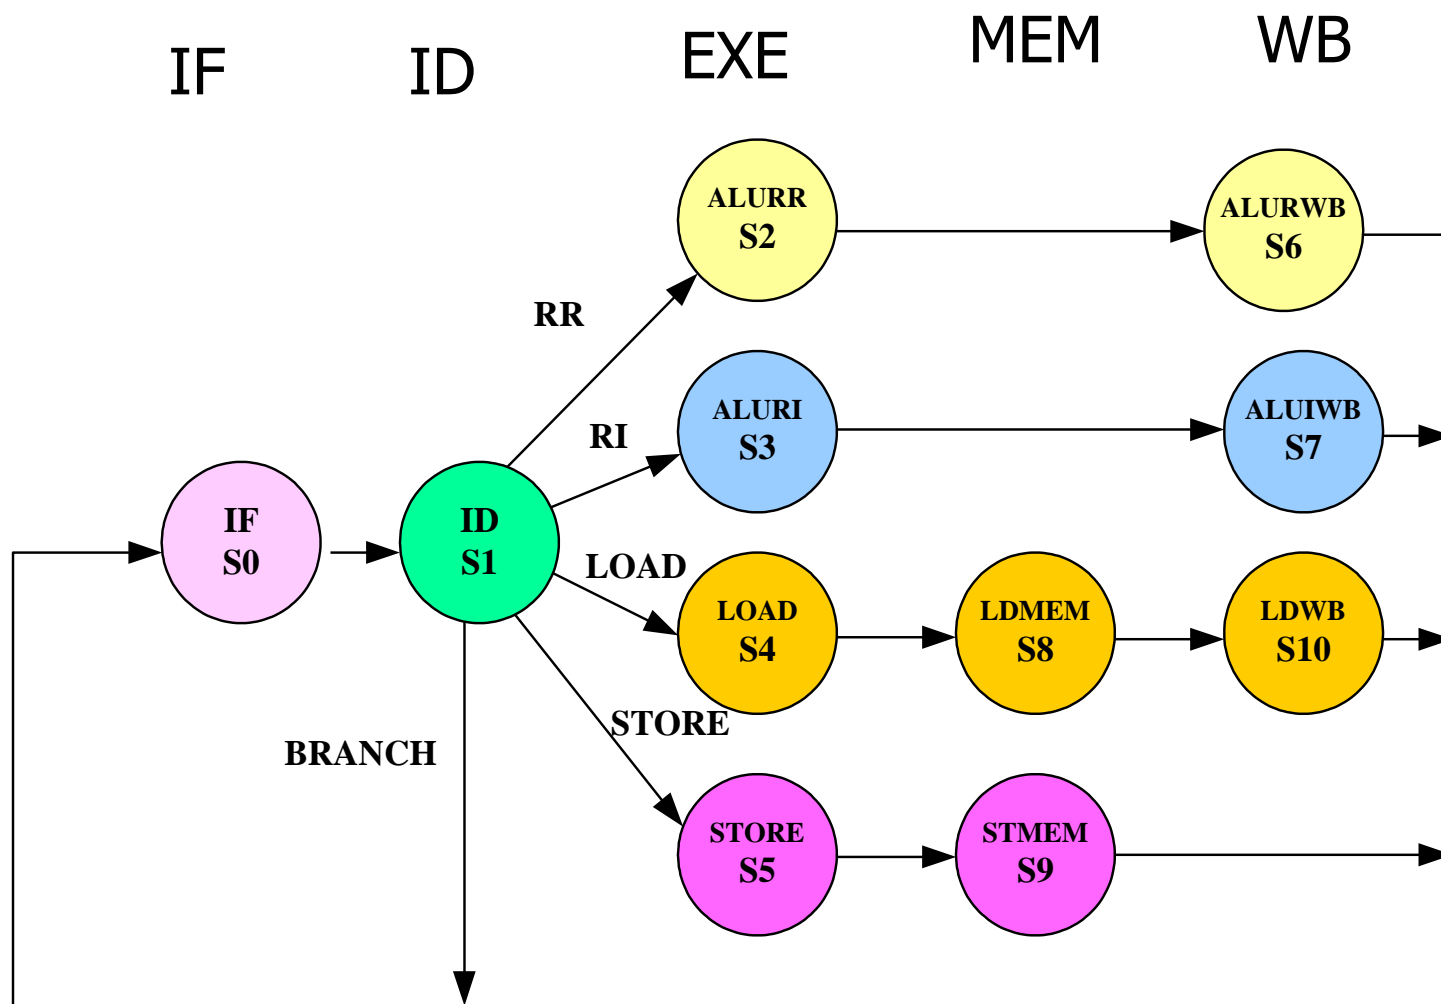 IF ID EXE MEM WB
ALURR
S2
ALURWB
S6
RR
ALURI
S3
ALUIWB
S7
RI
IF
S0
ID
S1
LOAD
LOAD
S4
LDMEM
S8
LDWB
S10
STORE
BRANCH
STORE
S5
STMEM
S9